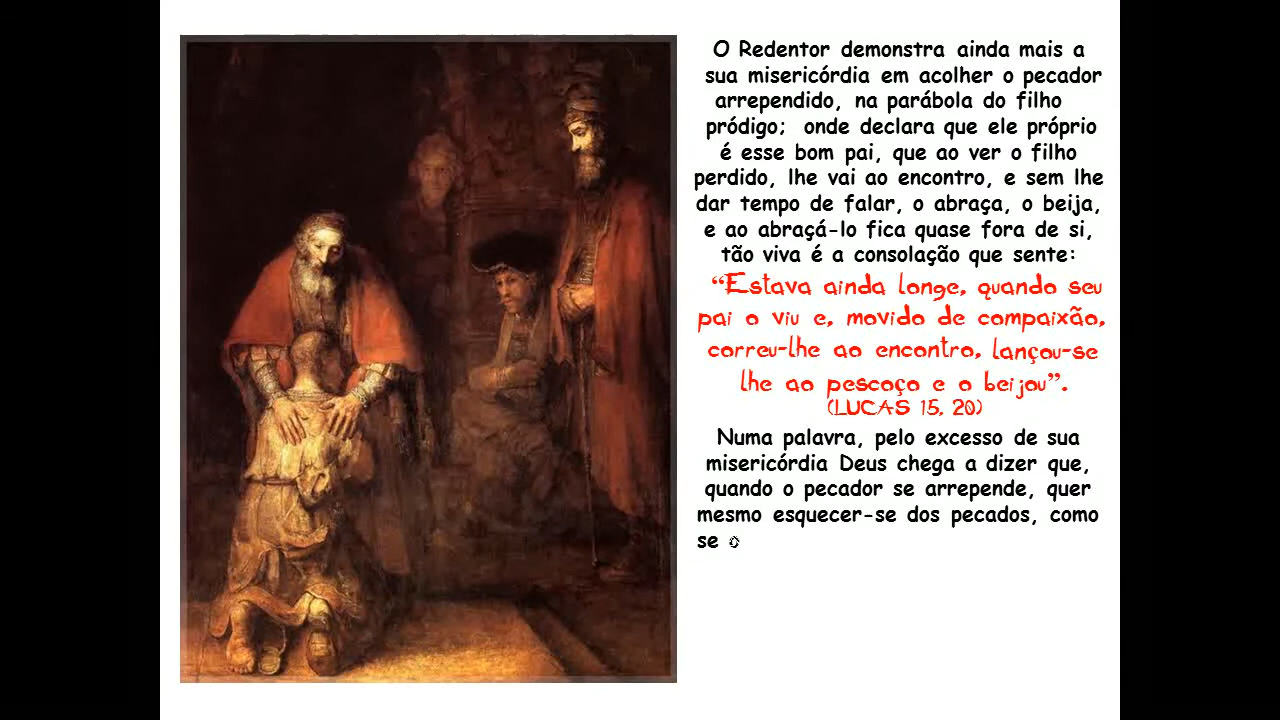 O Redentor demonstra ainda mais a
sua misericórdia em acolher o pecador
arrependido, na parábola do filho
pródigo; onde declara que ele próprio
é esse bom pai, que ao ver o filho
perdido, lhe vai ao encontro, e sem lhe
dar tempo de falar, o abraça, o beija,
e ao abraçá-lo fica quase fora de si,
tão viva é a consolação que sente:
“Estava ainda longe, quando seu
pai o viu e, movido de compaixão,
correu-lhe ao encontro, lançou-se
lhe ao pescoço e o beijou”.
(LUCAS 15, 20)
Numa palavra, pelo excesso de sua
misericórdia Deus chega a dizer que,
quando o pecador se arrepende, quer
mesmo esquecer-se dos pecados, como
se o